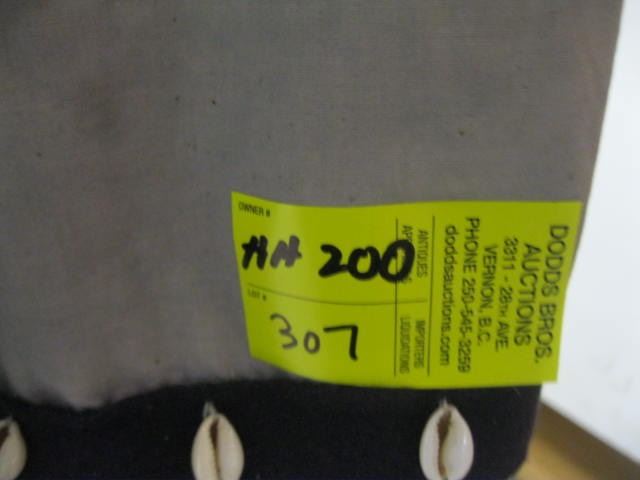 OWNER #
HH 200
LOT #
307
ANTIQUES
IMPORTERS
LIQUIDATIONS
DODDS BROS.
AUCTIONS
3311 - 28TH AVE.
VERNON, B.C.
PHONE 250-545-3259
doddsauctions.com